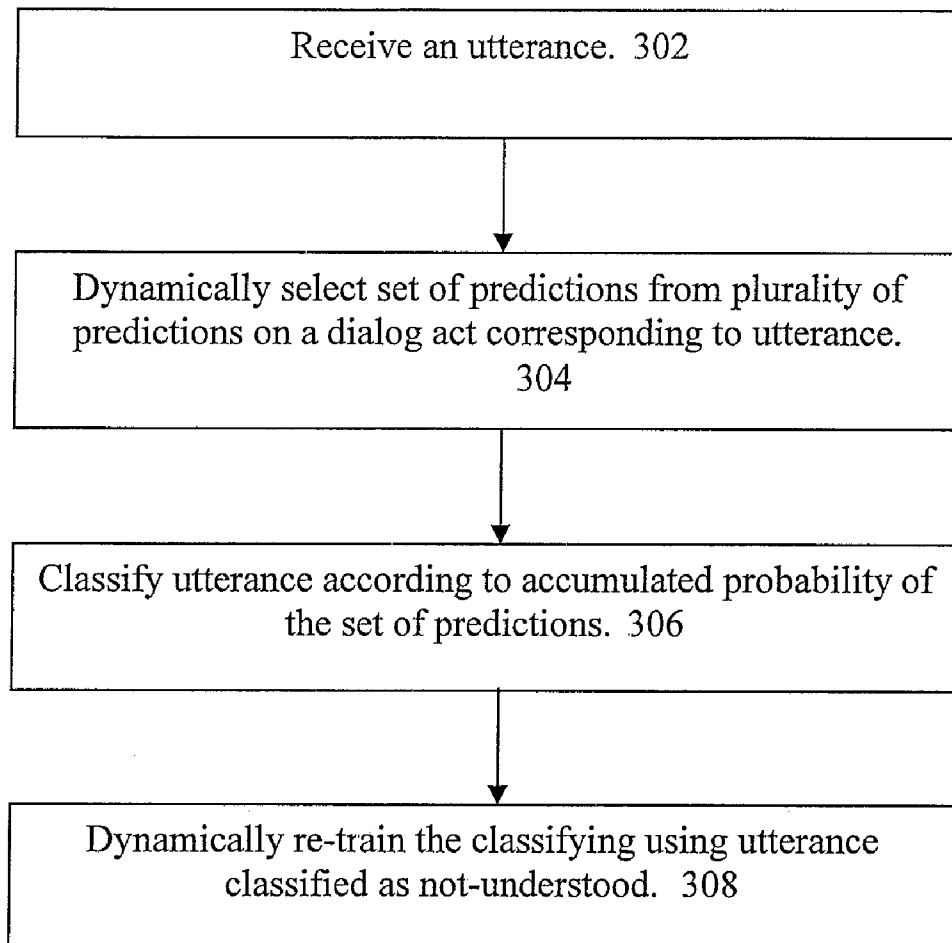 Receive an utterance. 302
Dynamically select set of predictions from plurality of
predictions on a dialog act corresponding to utterance.
304
Classify utterance according to accumulated probability of
the set of predictions. 306
Dynamically re-train the classifying using utterance
classified as not-understood. 308